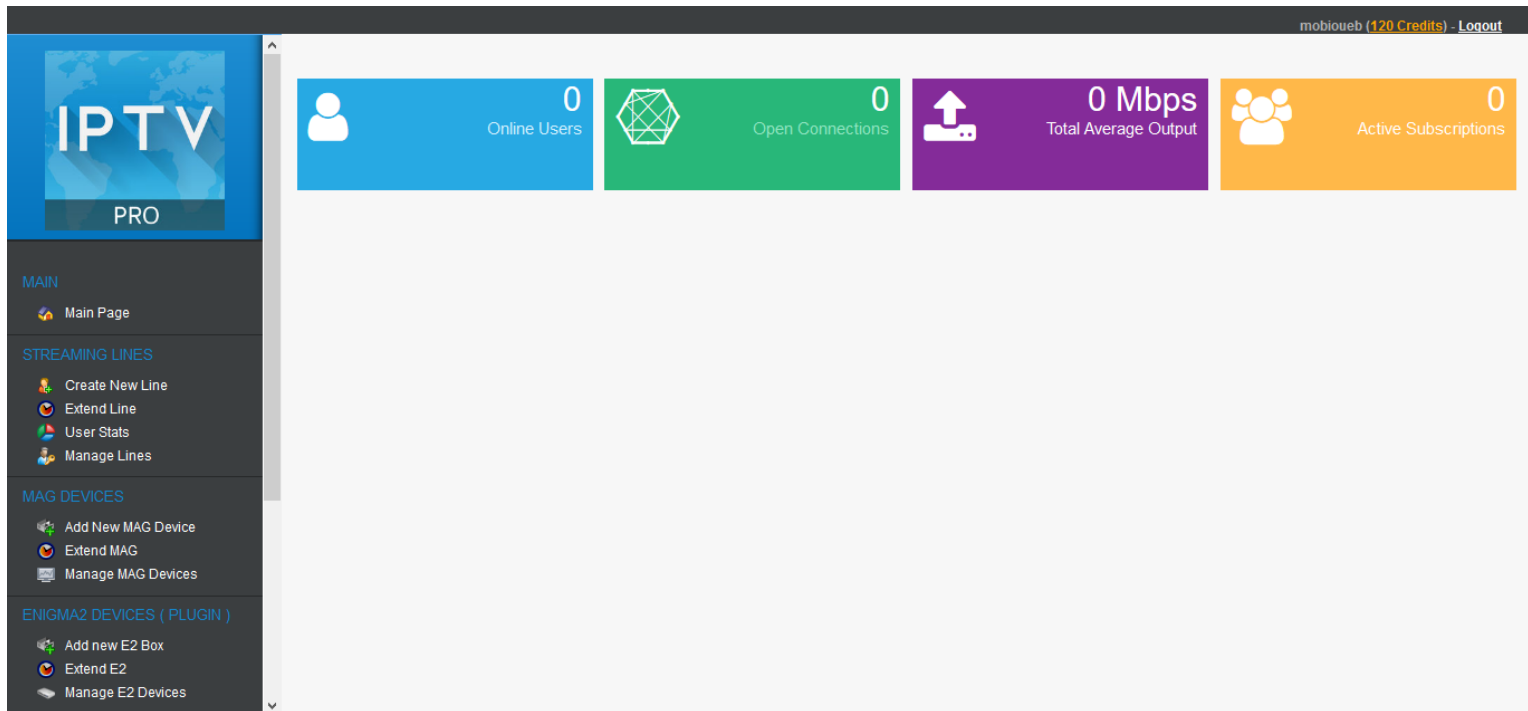 mobioueb (120 Credits) - Logout
IPTV
PRO
0
Online Users
0
Open Connections
0 Mbps
Total Average Output
0
Active Subscriptions
MAIN
Main Page
STREAMING LINES
Create New Line
Extend Line
User Stats
Manage Lines
MAG DEVICES
Add New MAG Device
Extend MAG
Manage MAG Devices
ENIGMA2 DEVICES ( PLUGIN )
Add new E2 Box
Extend E2
Manage E2 Devices